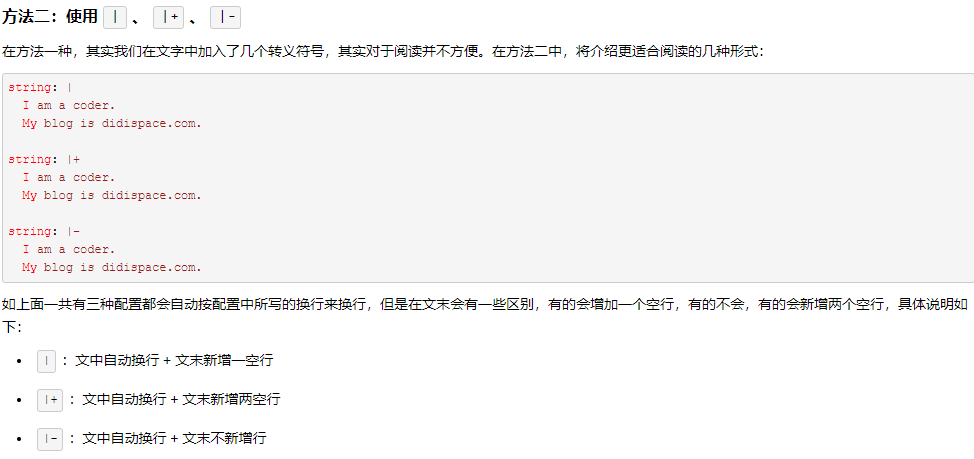 方法二：使用 | 、 |+ 、 |-
在方法一种，其实我们在文字中加入了几个转义符号，其实对于阅读并不方便。在方法二中，将介绍更适合阅读的几种形式：
string: |
  I am a coder.
  My blog is didispace.com.
string: |+
  I am a coder.
  My blog is didispace.com.
string: |-
  I am a coder.
  My blog is didispace.com.
如上面一共有三种配置都会自动按配置中所写的换行来换行，但是在文末会有一些区别，有的会增加一个空行，有的不会，有的会新增两个空行，具体说明如
下：
• | ：文中自动换行 + 文末新增一空行
• |+ ：文中自动换行 + 文末新增两空行
• |- ：文中自动换行 + 文末不新增行